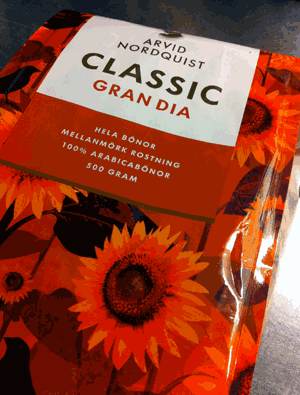 ARVID
NORDQUIST
CLASSIC
GRAN DIA
HELA BÖNOR
MELLANMÖRK ROSTNING
100% ARABICABÖNOR
500 GRAM